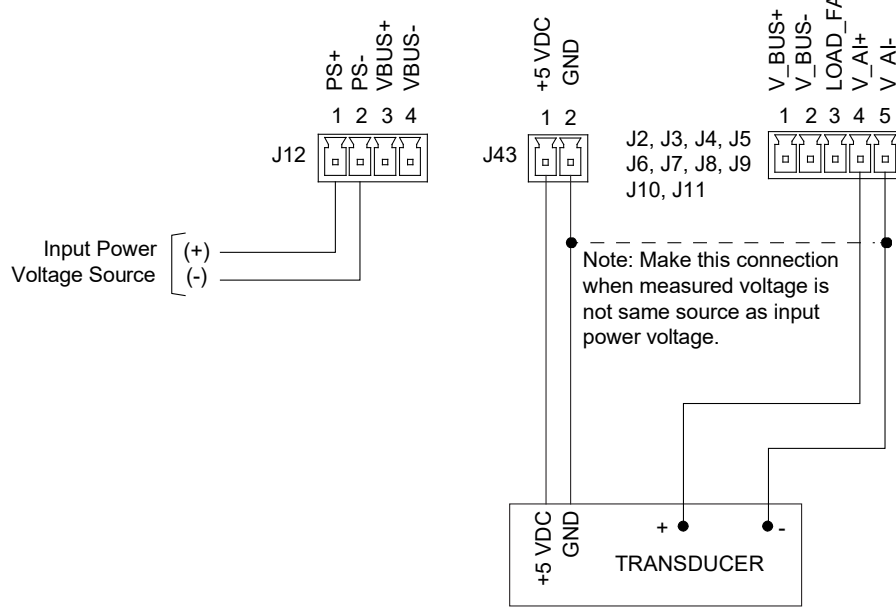 PS+
PS-
VBUS+
VBUS-
1 2 3 4
J12
+5 VDC
GND
1 2
J43
V_BUS+
V_BUS-
V_AI+
V_AI-
1 2 3 4 5
J2, J3, J4, J5
J6, J7, J8, J9
J10, J11
Input Power (+)
Voltage Source (-)
Note: Make this connection
when measured voltage is
not same source as input
power voltage.
+5 VDC
GND
+ -
TRANSDUCER